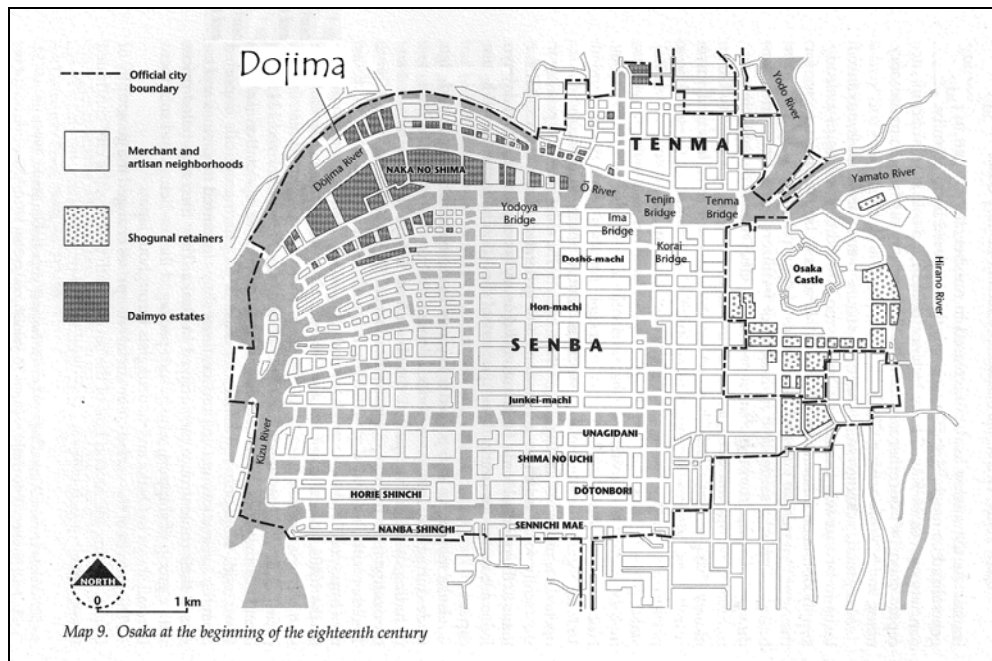 Official city
boundary
Merchant and
artisan neighborhoods
Shogunal retainers
Daimyo estates
Dojima
Yodo River
TENMA
Yamato River
Dōjima River
NAKA NO SHIMA
Ō River
Yodoya
Bridge
Tenjin
Bridge
Tenma
Bridge
Ima
Bridge
Korai
Bridge
Doshō-machi
Osaka
Castle
Hirano River
Hon-machi
SENBA
Junkei-machi
UNAGIDANI
Kizu River
SHIMA NO UCHI
HORIE SHINCHI
DŌTONBORI
NANBA SHINCHI
SENNICHI MAE
NORTH
0 1 km
Map 9. Osaka at the beginning of the eighteenth century